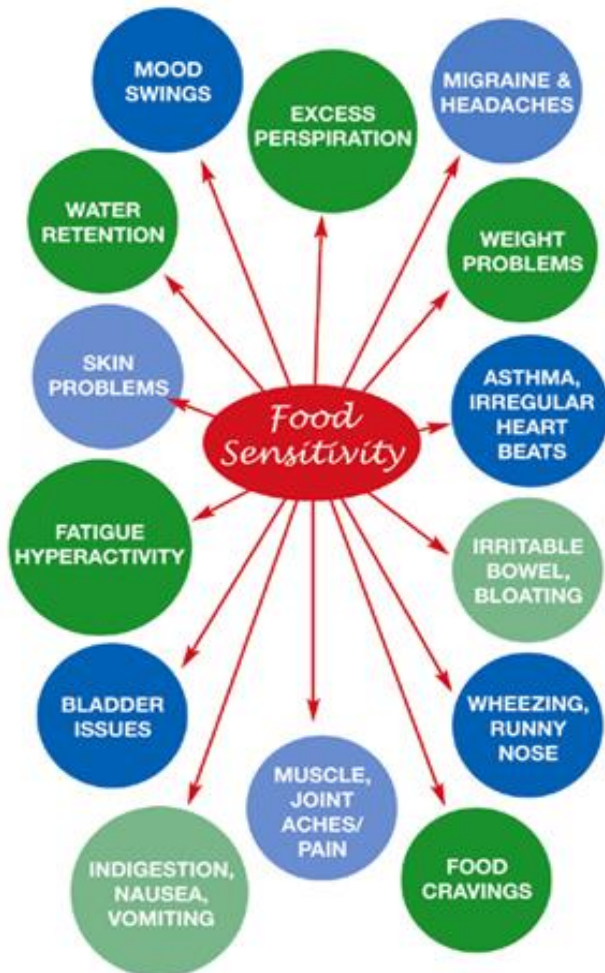 MOOD
SWINGS
EXCESS
PERSPIRATION
MIGRAINE &
HEADACHES
WATER
RETENTION
WEIGHT
PROBLEMS
SKIN
PROBLEMS
Food
Sensitivity
ASTHMA,
IRREGULAR
HEART
BEATS
FATIGUE
HYPERACTIVITY
IRRITABLE
BOWEL,
BLOATING
BLADDER
ISSUES
WHEEZING,
RUNNY
NOSE
MUSCLE,
JOINT
ACHES/
PAIN
INDIGESTION,
NAUSEA,
VOMITING
FOOD
CRAVINGS